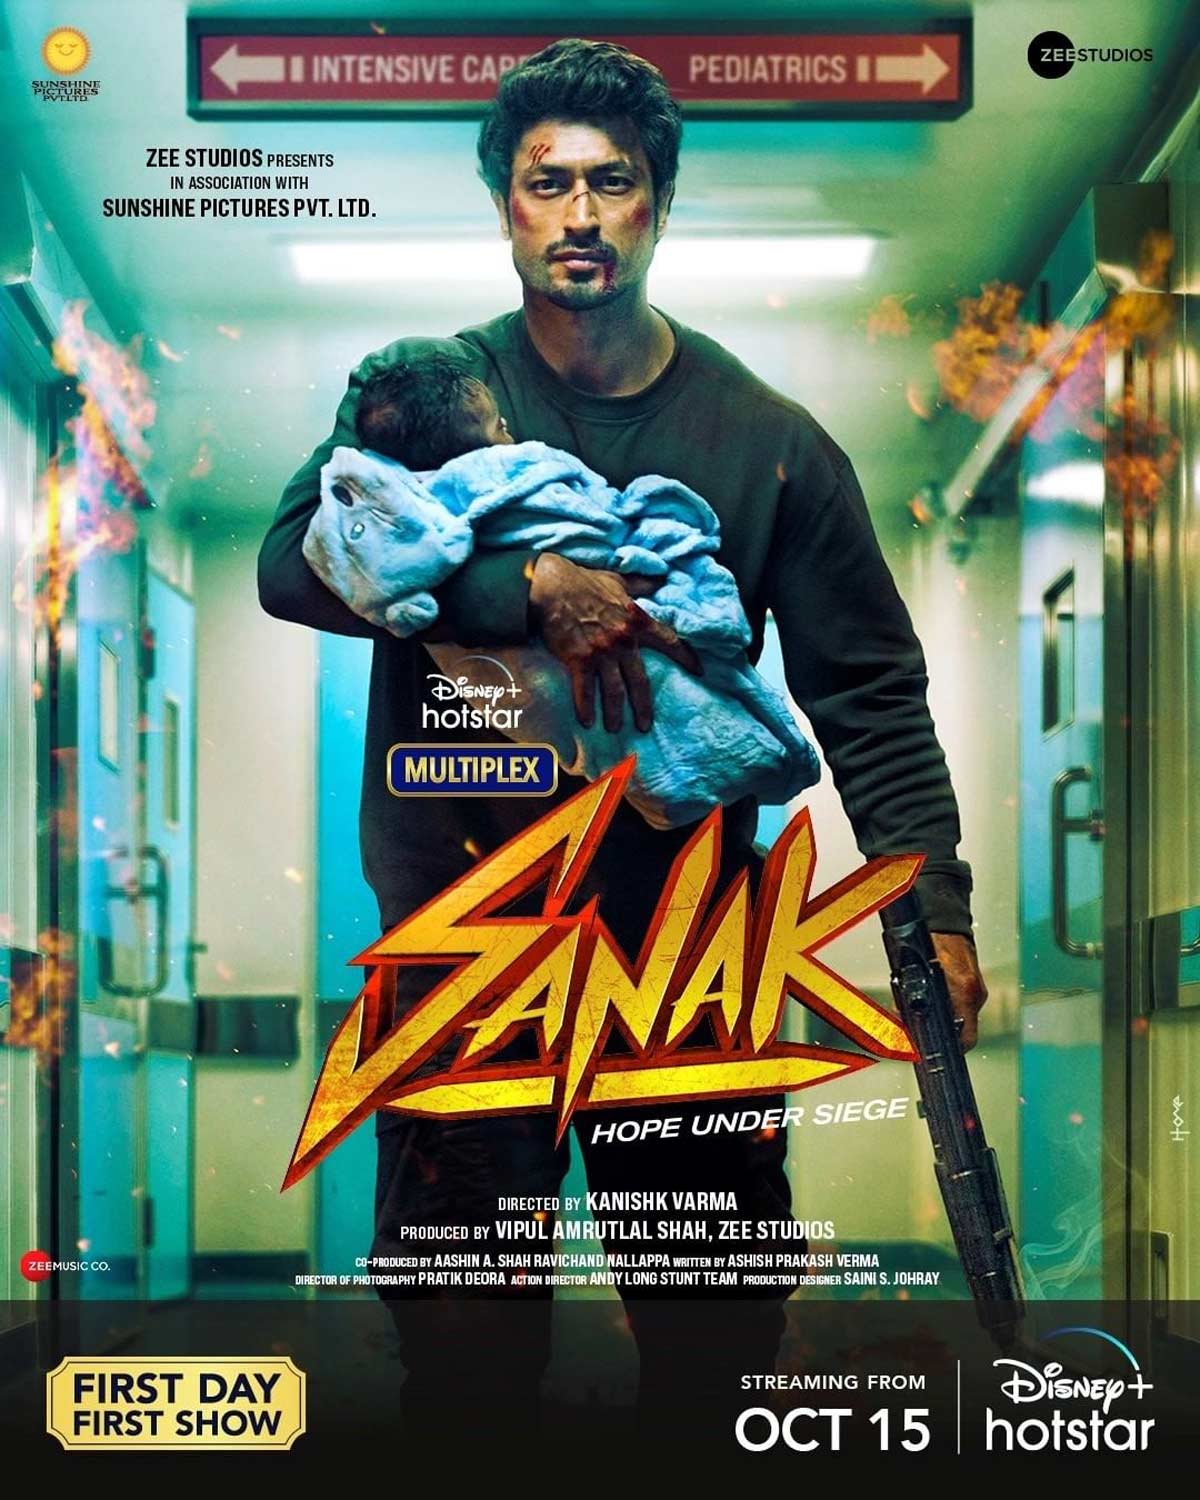 INTENSIVE CAR
PEDIATRICS
SUNSHINE
PICTURES
PVT.LTD.
ZEESTUDIOS
ZEE STUDIOS PRESENTS
IN ASSOCIATION WITH
SUNSHINE PICTURES PVT. LTD.
Disney+
hotstar
MULTIPLEX
SANAK
HOPE UNDER SIEGE
Home
DIRECTED BY KANISHK VARMA
PRODUCED BY VIPUL AMRUTLAL SHAH, ZEE STUDIOS
CO-PRODUCED BY AASHIN A. SHAH RAVICHAND NALLAPPA WRITTEN BY ASHISH PRAKASH VERMA
DIRECTOR OF PHOTOGRAPHY PRATIK DEORA ACTION DIRECTOR ANDY LONG STUNT TEAM PRODUCTION DESIGNER SAINI S. JOHRAY
ZEEMUSIC CO.
FIRST DAY
FIRST SHOW
STREAMING FROM
OCT 15
Disney+
hotstar